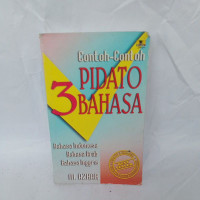 Contoh-Contoh
3 PIDATO
BAHASA
Bahasa Indonesia
Bahasa Arab
Bahasa Inggris